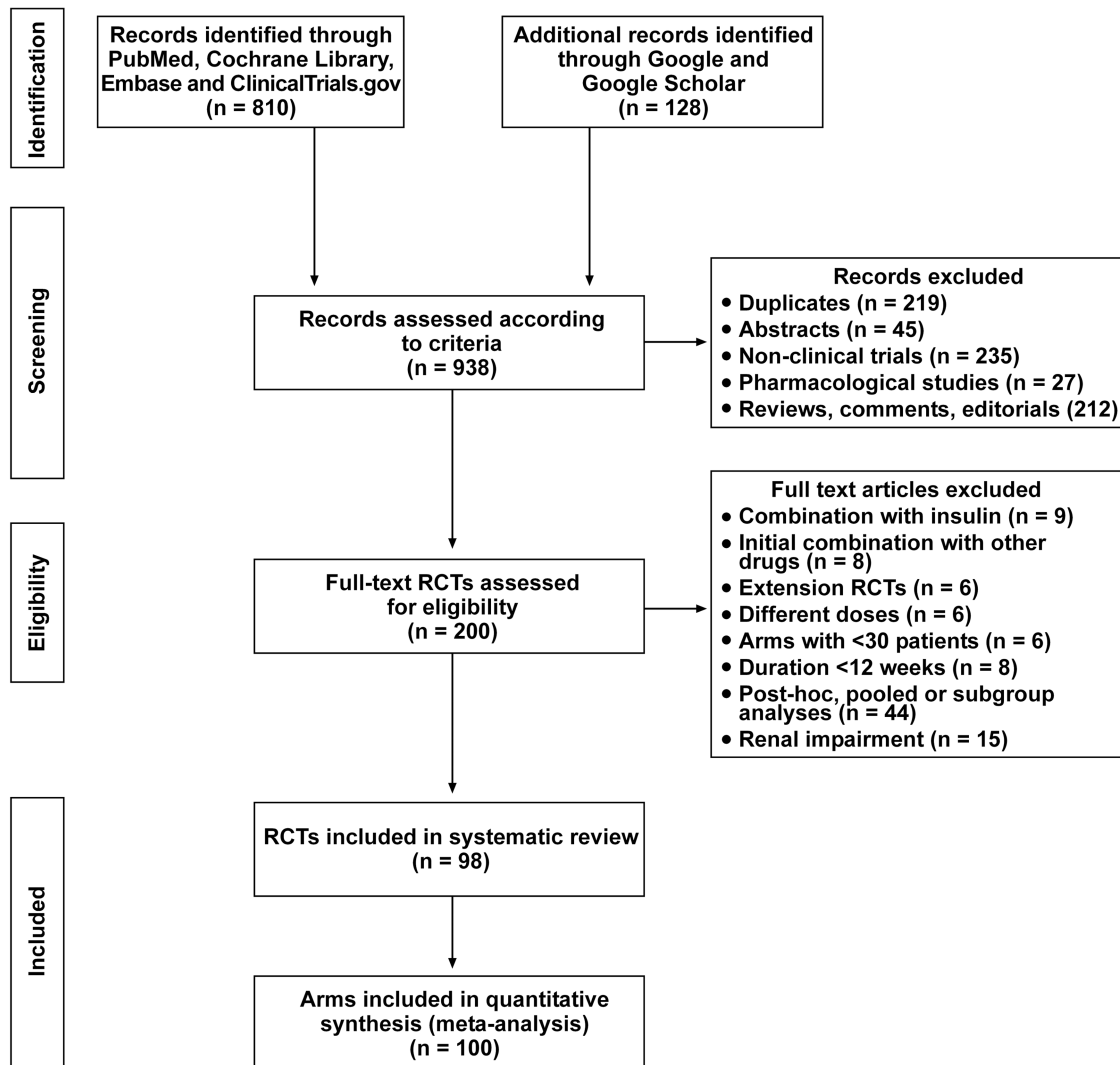 Identification
Records identified through
PubMed, Cochrane Library,
Embase and ClinicalTrials.gov
(n = 810)
Additional records identified
through Google and
Google Scholar
(n = 128)
Screening
Records assessed according
to criteria
(n = 938)
Records excluded
• Duplicates (n = 219)
• Abstracts (n = 45)
• Non-clinical trials (n = 235)
• Pharmacological studies (n = 27)
• Reviews, comments, editorials (212)
Eligibility
Full-text RCTs assessed
for eligibility
(n = 200)
Full text articles excluded
• Combination with insulin (n = 9)
• Initial combination with other
drugs (n = 8)
• Extension RCTs (n = 6)
• Different doses (n = 6)
• Arms with <30 patients (n = 6)
• Duration <12 weeks (n = 8)
• Post-hoc, pooled or subgroup
analyses (n = 44)
• Renal impairment (n = 15)
Included
RCTs included in systematic review
(n = 98)
Arms included in quantitative
synthesis (meta-analysis)
(n = 100)